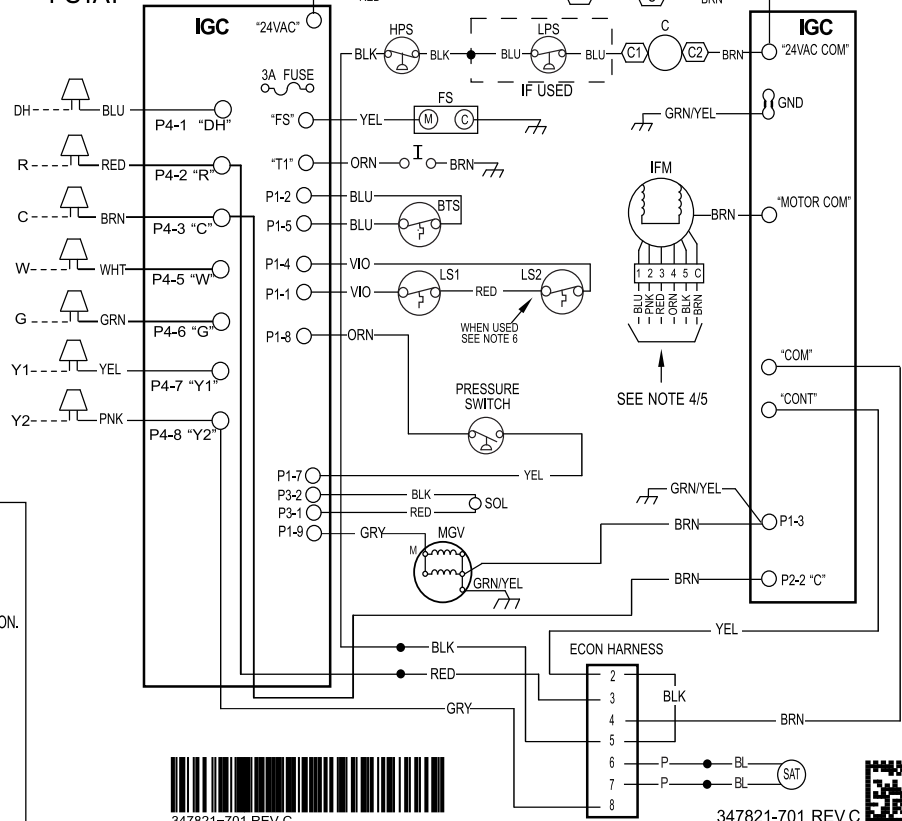 RED
BRN
IGC
"24VAC"
3A FUSE
"FS"
"T1"
P1-2
P1-5
P1-4
P1-1
P1-8
P1-7
P3-2
P3-1
P1-9
DH
BLU
P4-1 "DH"
R
RED
P4-2 "R"
C
BRN
P4-3 "C"
W
WHT
P4-5 "W"
G
GRN
P4-6 "G"
Y1
YEL
P4-7 "Y1"
Y2
PNK
P4-8 "Y2"
HPS
BLK
BLK
BLU
LPS
BLU
IF USED
C1
C
C2
BRN
YEL
FS
M
C
ORN
BRN
BLU
BLU
BTS
VIO
VIO
LS1
RED
LS2
WHEN USED
SEE NOTE 6
ORN
PRESSURE
SWITCH
YEL
BLK
RED
SOL
GRY
MGV
M
GRN/YEL
IGC
"24VAC COM"
GRN/YEL
GND
IFM
BRN
"MOTOR COM"
1 2 3 4 5 C
BLU
PNK
RED
ORN
BLK
BRN
SEE NOTE 4/5
"COM"
"CONT"
GRN/YEL
BRN
P1-3
BRN
P2-2 "C"
ON.
BLK
RED
GRY
ECON HARNESS
YEL
2
3
4
5
6
7
8
BLK
BRN
P
BL
P
BL
SAT
347821-701 REV C
347821-701 REV C